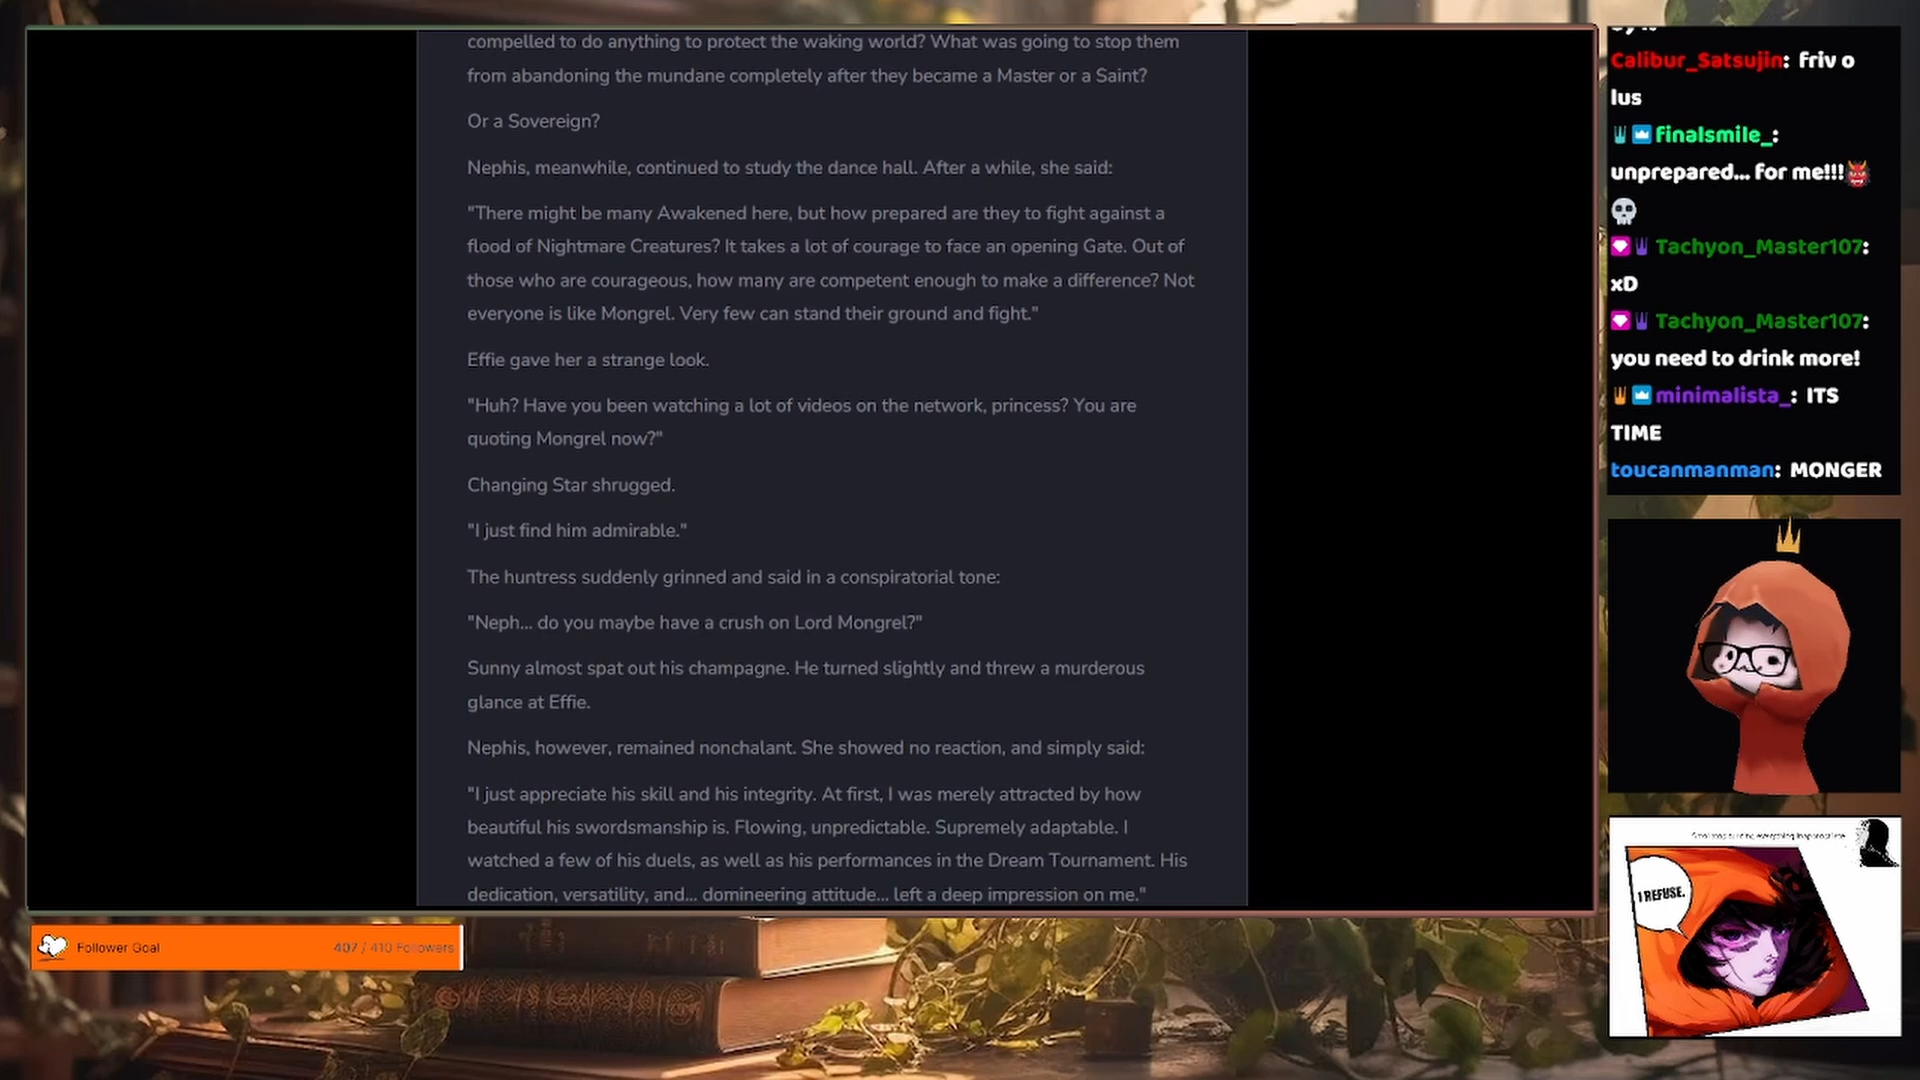 compelled to do anything to protect the waking world? What was going to stop them
from abandoning the mundane completely after they became a Master or a Saint?
Or a Sovereign?
Nephis, meanwhile, continued to study the dance hall. After a while, she said:
"There might be many Awakened here, but how prepared are they to fight against a
flood of Nightmare Creatures? It takes a lot of courage to face an opening Gate. Out of
those who are courageous, how many are competent enough to make a difference? Not
everyone is like Mongrel. Very few can stand their ground and fight."
Effie gave her a strange look.
"Huh? Have you been watching a lot of videos on the network, princess? You are
quoting Mongrel now?"
Changing Star shrugged.
"I just find him admirable."
The huntress suddenly grinned and said in a conspiratorial tone:
"Neph... do you maybe have a crush on Lord Mongrel?"
Sunny almost spat out his champagne. He turned slightly and threw a murderous
glance at Effie.
Nephis, however, remained nonchalant. She showed no reaction, and simply said:
"I just appreciate his skill and his integrity. At first, I was merely attracted by how
beautiful his swordsmanship is. Flowing, unpredictable. Supremely adaptable. I
watched a few of his duels, as well as his performances in the Dream Tournament. His
dedication, versatility, and... domineering attitude... left a deep impression on me."
Calibur_Satsujin: friv o
lus
finalsmile_:
unprepared... for me!!!👹
💀
Tachyon_Master107:
xD
Tachyon_Master107:
you need to drink more!
minimalista_: ITS
TIME
toucanmanman: MONGER
I REFUSE.
Follower Goal
407 / 410 Followers